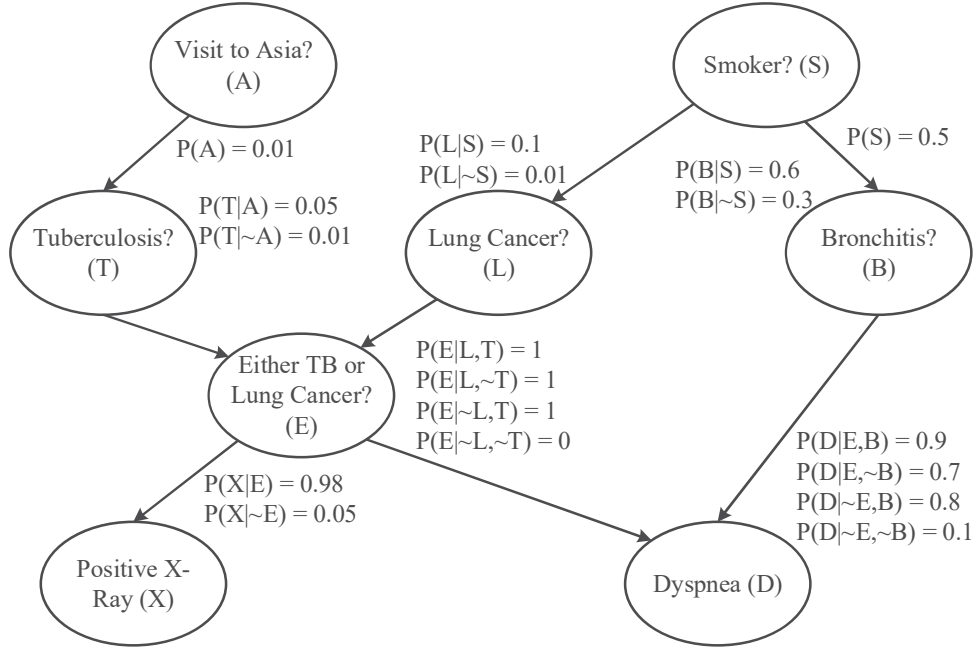 Visit to Asia?
(A)
Smoker? (S)
P(A) = 0.01
P(L|S) = 0.1
P(L|~S) = 0.01
P(S) = 0.5
P(B|S) = 0.6
P(B|~S) = 0.3
Tuberculosis?
(T)
P(T|A) = 0.05
P(T|~A) = 0.01
Lung Cancer?
(L)
Bronchitis?
(B)
Either TB or
Lung Cancer?
(E)
P(E|L,T) = 1
P(E|L,~T) = 1
P(E|~L,T) = 1
P(E|~L,~T) = 0
P(X|E) = 0.98
P(X|~E) = 0.05
P(D|E,B) = 0.9
P(D|E,~B) = 0.7
P(D|~E,B) = 0.8
P(D|~E,~B) = 0.1
Positive X-
Ray (X)
Dyspnea (D)